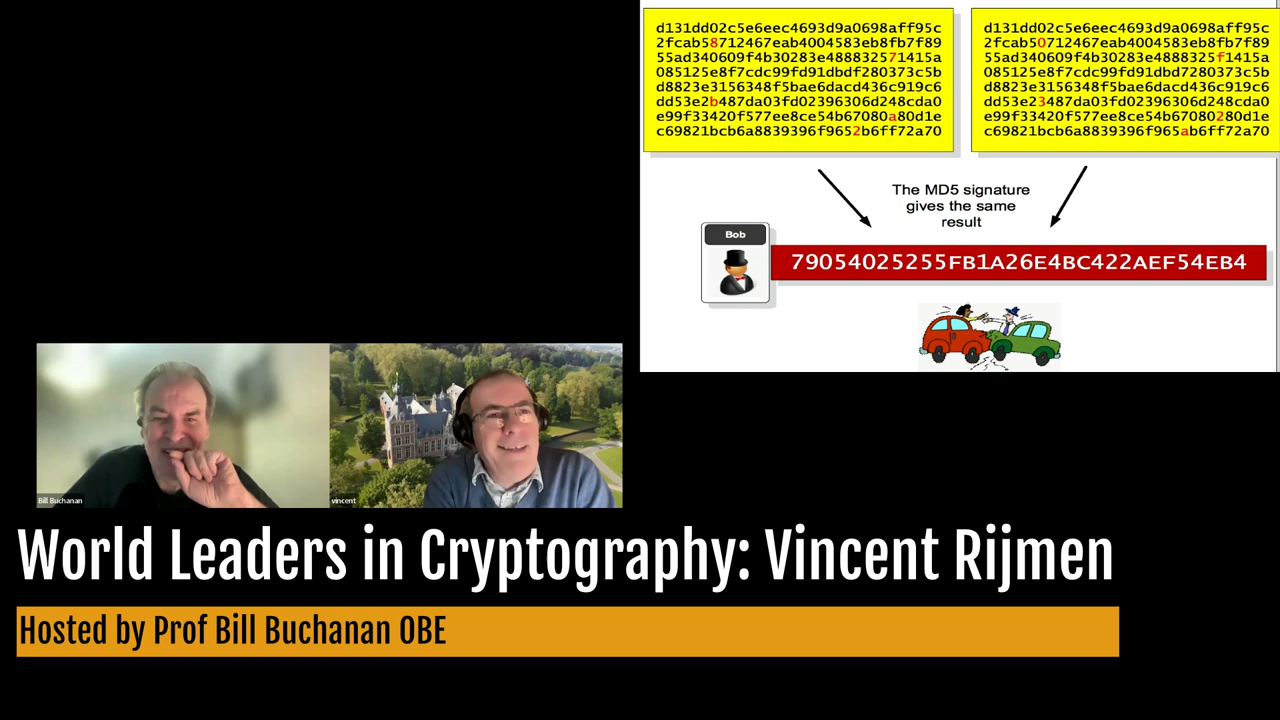 d131dd02c5e6eec4693d9a0698aff95c
2fcab58712467eab4004583eb8fb7f89
55ad340609f4b30283e488832571415a
085125e8f7cdc99fd91dbdf280373c5b
d8823e3156348f5bae6dacd436c919c6
dd53e2b487da03fd02396306d248cda0
e99f33420f577ee8ce54b67080a80d1e
c69821bcb6a8839396f9652b6ff72a70
d131dd02c5e6eec4693d9a0698aff95c
2fcab50712467eab4004583eb8fb7f89
55ad340609f4b30283e4888325f1415a
085125e8f7cdc99fd91dbd7280373c5b
d8823e3156348f5bae6dacd436c919c6
dd53e23487da03fd02396306d248cda0
e99f33420f577ee8ce54b67080280d1e
c69821bcb6a8839396f965ab6ff72a70
The MD5 signature
gives the same
result
Bob
79054025255FB1A26E4BC422AEF54EB4
Bill Buchanan
vincent
World Leaders in Cryptography: Vincent Rijmen
Hosted by Prof Bill Buchanan OBE